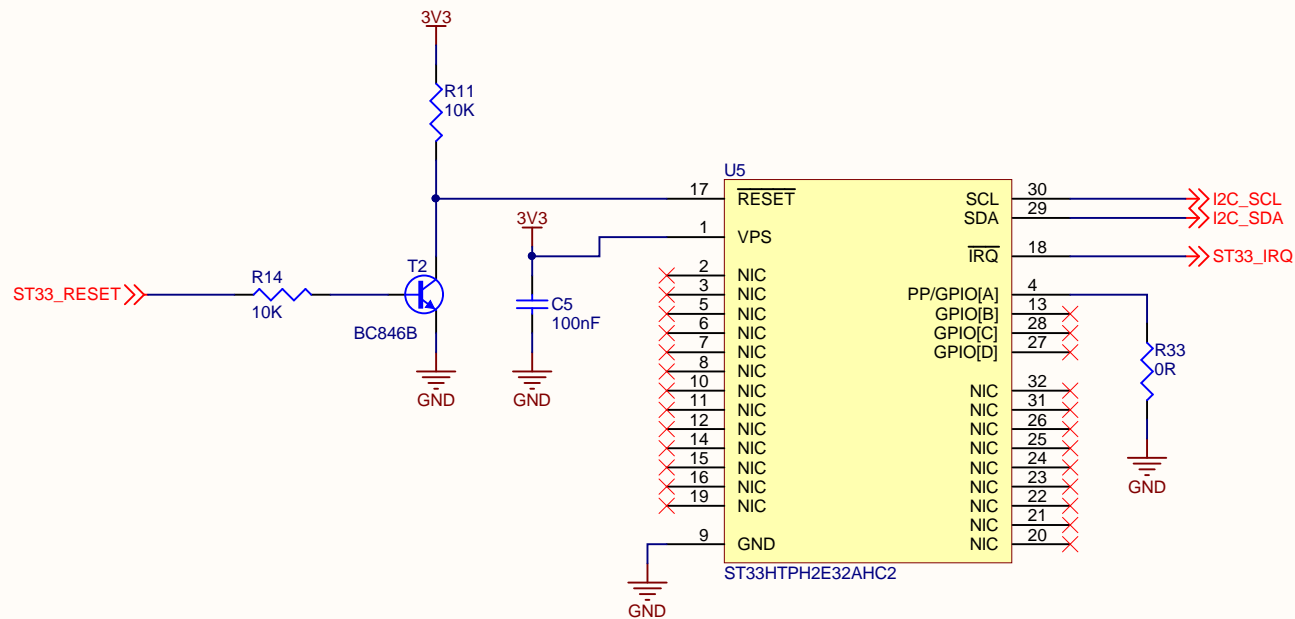 3V3
R11
10K
U5
17
RESET
SCL
30
I2C_SCL
SDA
29
I2C_SDA
3V3
1
VPS
IRQ
18
ST33_IRQ
T2
R14
2
NIC
3
NIC
PP/GPIO[A]
4
ST33_RESET
10K
C5
100nF
5
NIC
GPIO[B]
13
BC846B
6
NIC
GPIO[C]
28
7
NIC
GPIO[D]
27
R33
0R
8
NIC
10
NIC
NIC
32
GND
GND
11
NIC
NIC
31
12
NIC
NIC
26
14
NIC
NIC
25
15
NIC
NIC
24
16
NIC
NIC
23
GND
19
NIC
NIC
22
NIC
21
9
GND
NIC
20
ST33HTPH2E32AHC2
GND